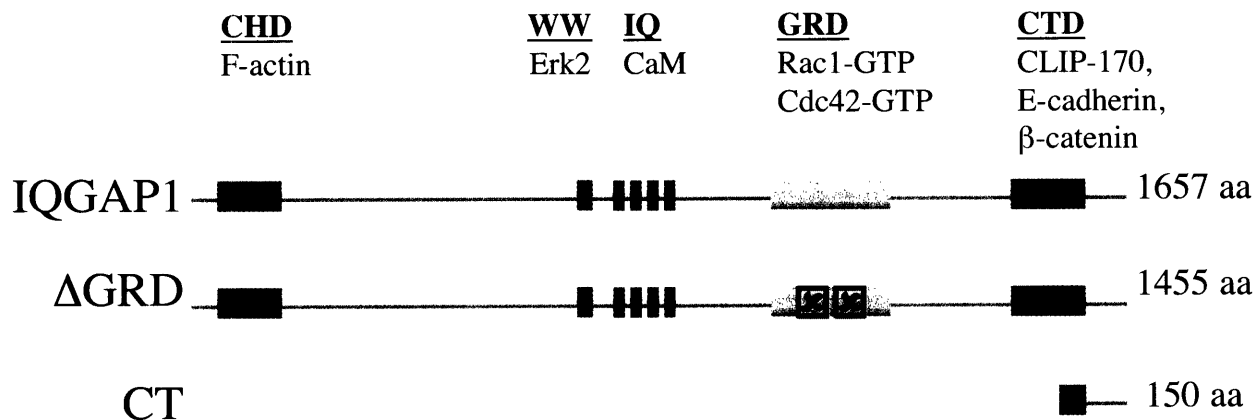 CHD WW IQ GRD CTD
F-actin Erk2 CaM Rac1-GTP CLIP-170,
Cdc42-GTP E-cadherin,
β-catenin
IQGAP1 1657 aa
ΔGRD 1455 aa
CT 150 aa